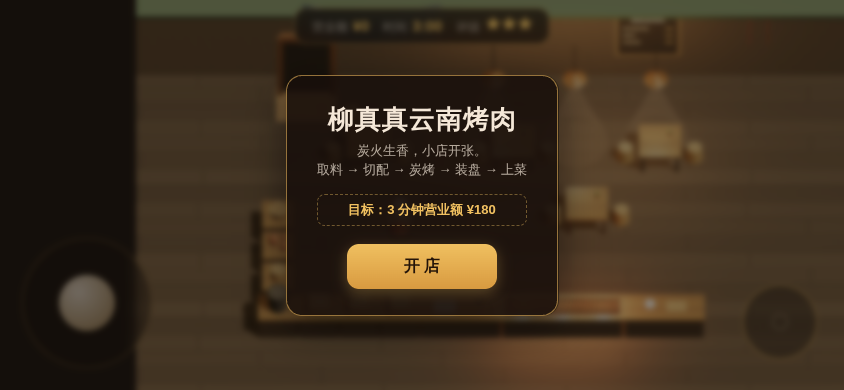 柳真真云南烤肉
炭火生香，小店开张。
取料 → 切配 → 炭烤 → 装盘 → 上菜
目标：3 分钟营业额 ¥180
开 店